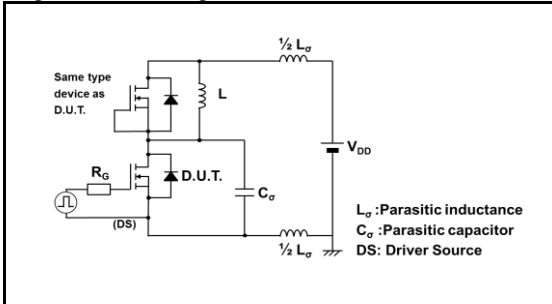 ½ Lσ
Same type
device as
D.U.T.
L
VDD
RG
D.U.T.
Cσ
(DS)
½ Lσ
Lσ :Parasitic inductance
Cσ :Parasitic capacitor
DS: Driver Source